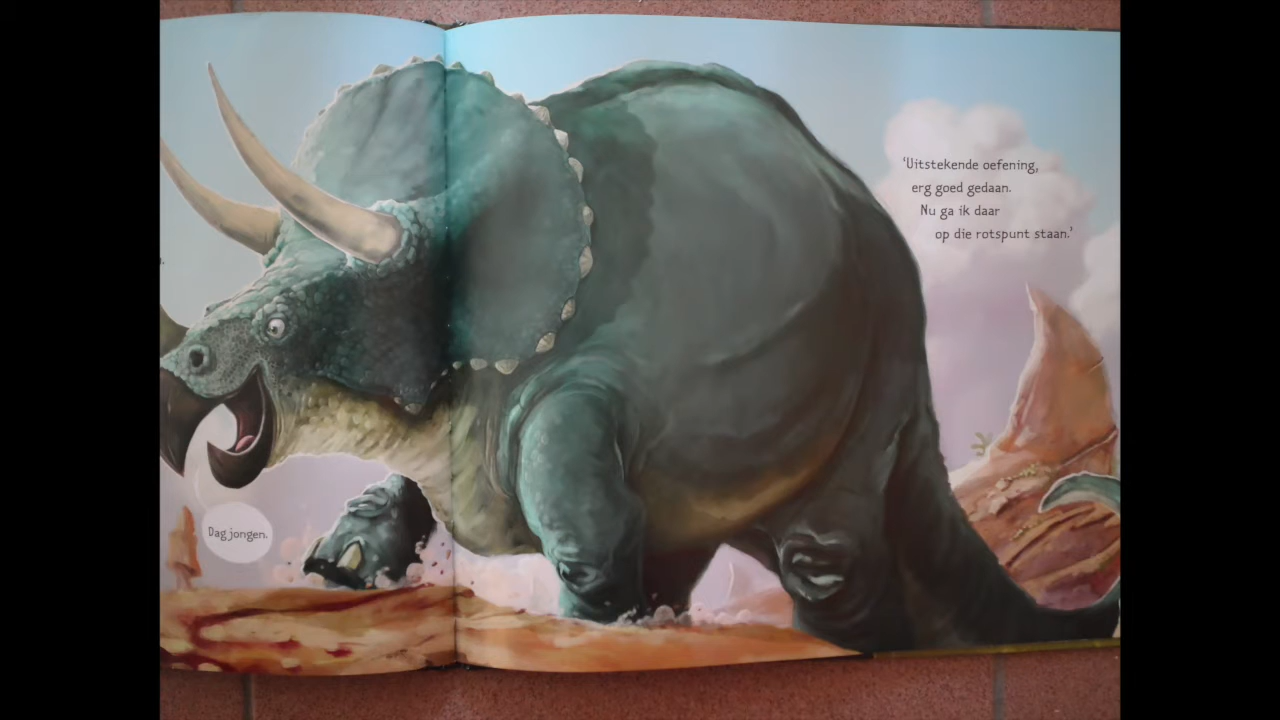 Dag jongen.
'Uitstekende oefening,
erg goed gedaan.
Nu ga ik daar
op die rotspunt staan.'